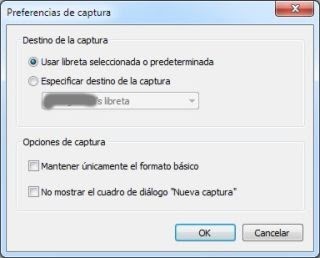 Preferencias de captura
Destino de la captura
Usar libreta seleccionada o predeterminada
Especificar destino de la captura
's libreta
Opciones de captura
Mantener únicamente el formato básico
No mostrar el cuadro de diálogo "Nueva captura"
OK
Cancelar